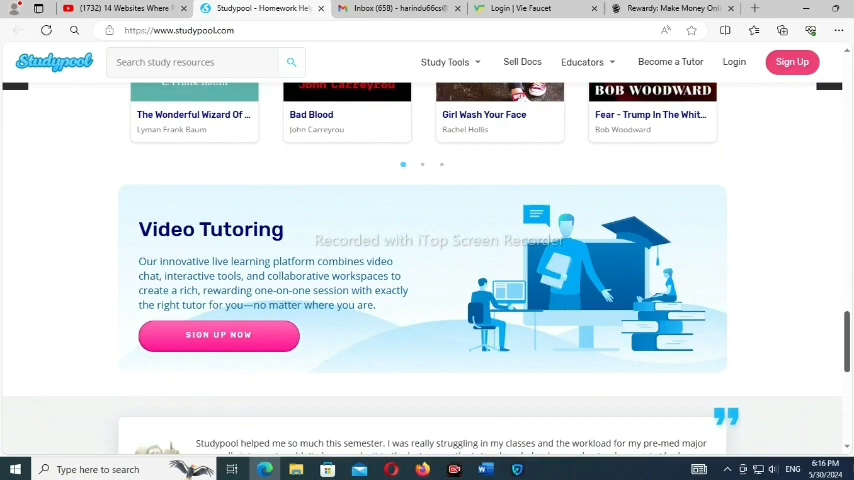 (1732) 14 Websites Where
Studypool - Homework Hel
Inbox (658) - harindu66cs@
Login | Vie Faucet
Rewardy: Make Money Onli
https://www.studypool.com
Studypool
Search study resources
Study Tools
Sell Docs
Educators
Become a Tutor
Login
Sign Up
John Carreyrou
BOB WOODWARD
The Wonderful Wizard Of ...
Bad Blood
Girl Wash Your Face
Fear - Trump In The Whit...
Lyman Frank Baum
John Carreyrou
Rachel Hollis
Bob Woodward
Video Tutoring
Recorded with iTop Screen Recorder
Our innovative live learning platform combines video
chat, interactive tools, and collaborative workspaces to
create a rich, rewarding one-on-one session with exactly
the right tutor for you—no matter where you are.
SIGN UP NOW
Studypool helped me so much this semester. I was really struggling in my classes and the workload for my pre-med major
Type here to search
ENG
6:16 PM
5/30/2024